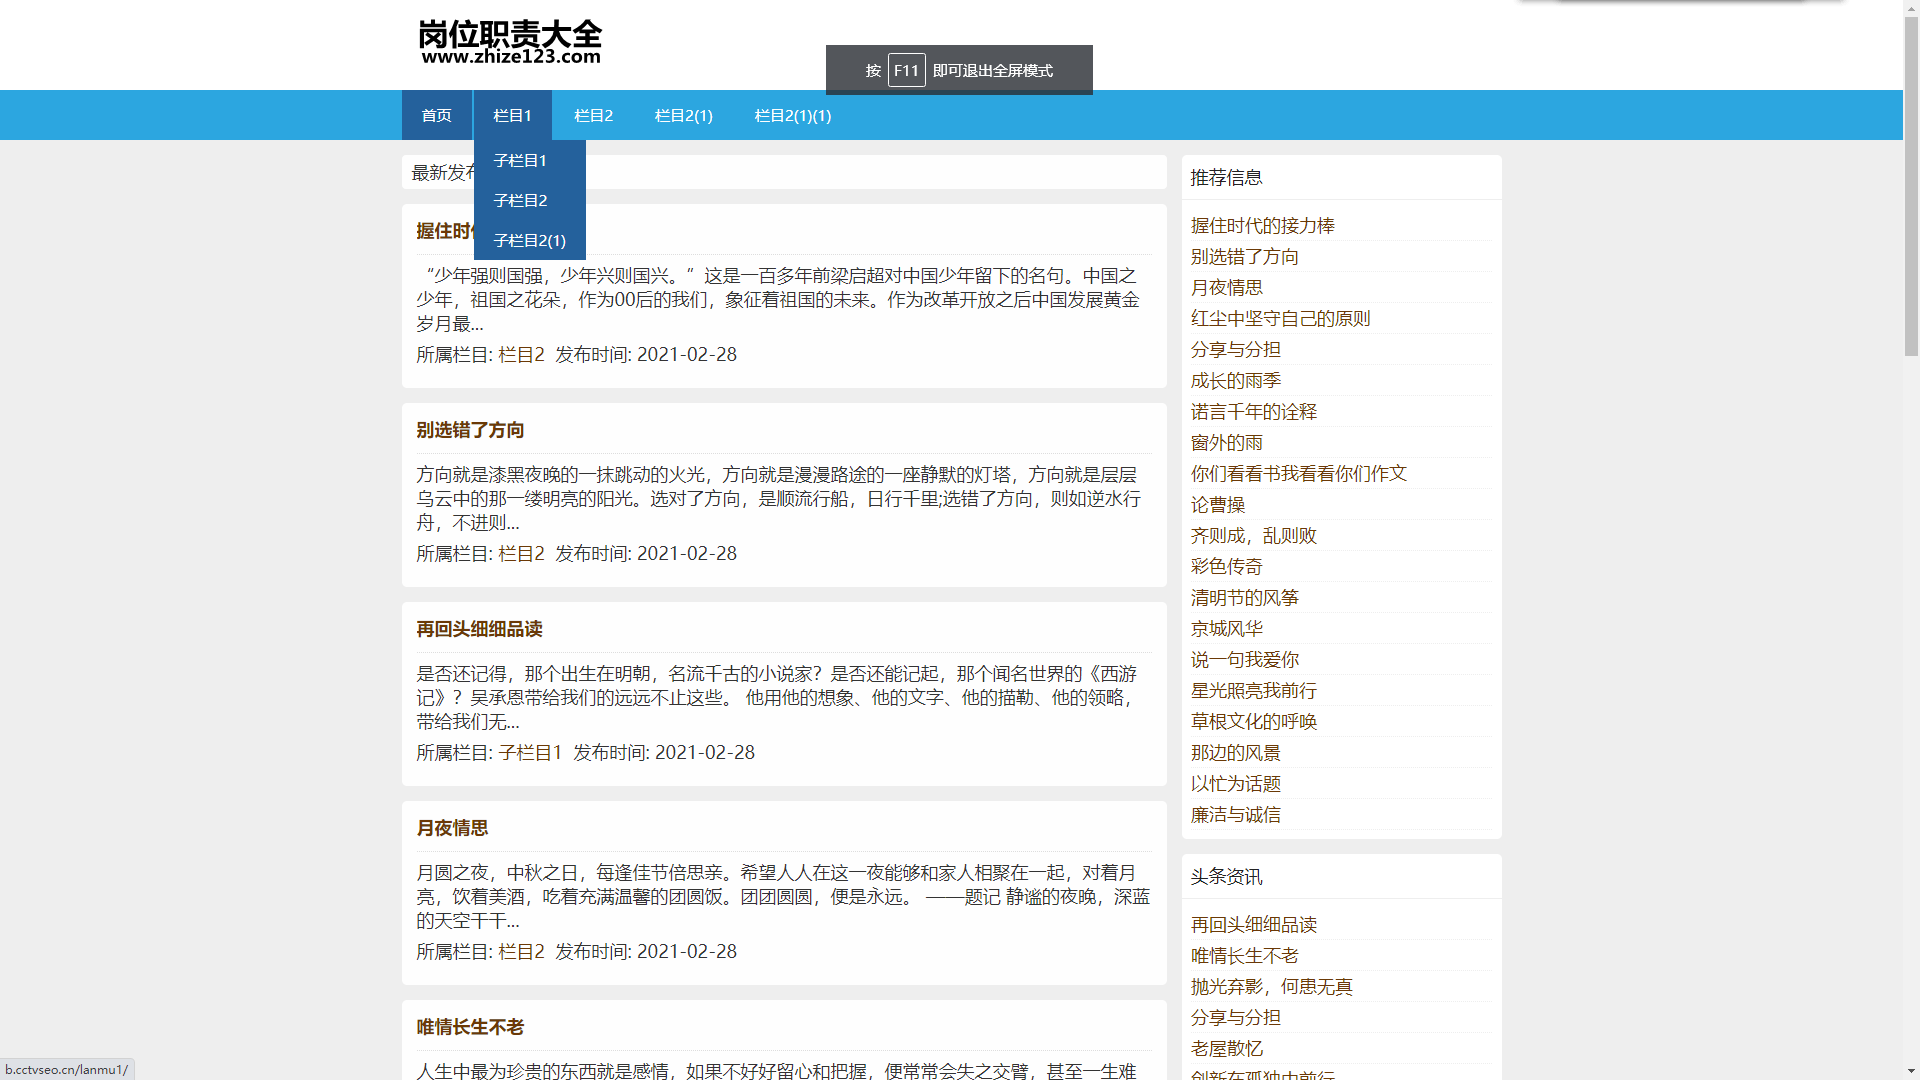 岗位职责大全
www.zhize123.com
按 F11 即可退出全屏模式
首页 栏目1 栏目2 栏目2(1) 栏目2(1)(1)
子栏目1
子栏目2
子栏目2(1)
最新发
握住时
“少年强则国强，少年兴则国兴。”这是一百多年前梁启超对中国少年留下的名句。中国之
少年，祖国之花朵，作为00后的我们，象征着祖国的未来。作为改革开放之后中国发展黄金
岁月最...
所属栏目: 栏目2 发布时间: 2021-02-28
别选错了方向
方向就是漆黑夜晚的一抹跳动的火光，方向就是漫漫路途的一座静默的灯塔，方向就是层层
乌云中的那一缕明亮的阳光。选对了方向，是顺流行船，日行千里;选错了方向，则如逆水行
舟，不进则...
所属栏目: 栏目2 发布时间: 2021-02-28
再回头细细品读
是否还记得，那个出生在明朝，名流千古的小说家？是否还能记起，那个闻名世界的《西游
记》？吴承恩带给我们的远远不止这些。 他用他的想象、他的文字、他的描勒、他的领略，
带给我们无...
所属栏目: 子栏目1 发布时间: 2021-02-28
月夜情思
月圆之夜，中秋之日，每逢佳节倍思亲。希望人人在这一夜能够和家人相聚在一起，对着月
亮，饮着美酒，吃着充满温馨的团圆饭。团团圆圆，便是永远。 ——题记 静谧的夜晚，深蓝
的天空干干...
所属栏目: 栏目2 发布时间: 2021-02-28
唯情长生不老
人生中最为珍贵的东西就是感情，如果不好好留心和把握，便常常会失之交臂，甚至一生难
推荐信息
握住时代的接力棒
别选错了方向
月夜情思
红尘中坚守自己的原则
分享与分担
成长的雨季
诺言千年的诠释
窗外的雨
你们看看书我看看你们作文
论曹操
齐则成，乱则败
彩色传奇
清明节的风筝
京城风华
说一句我爱你
星光照亮我前行
草根文化的呼唤
那边的风景
以忙为话题
廉洁与诚信
头条资讯
再回头细细品读
唯情长生不老
抛光弃影，何患无真
分享与分担
老屋散忆
创新在孤独中前行
b.cctvseo.cn/lanmu1/